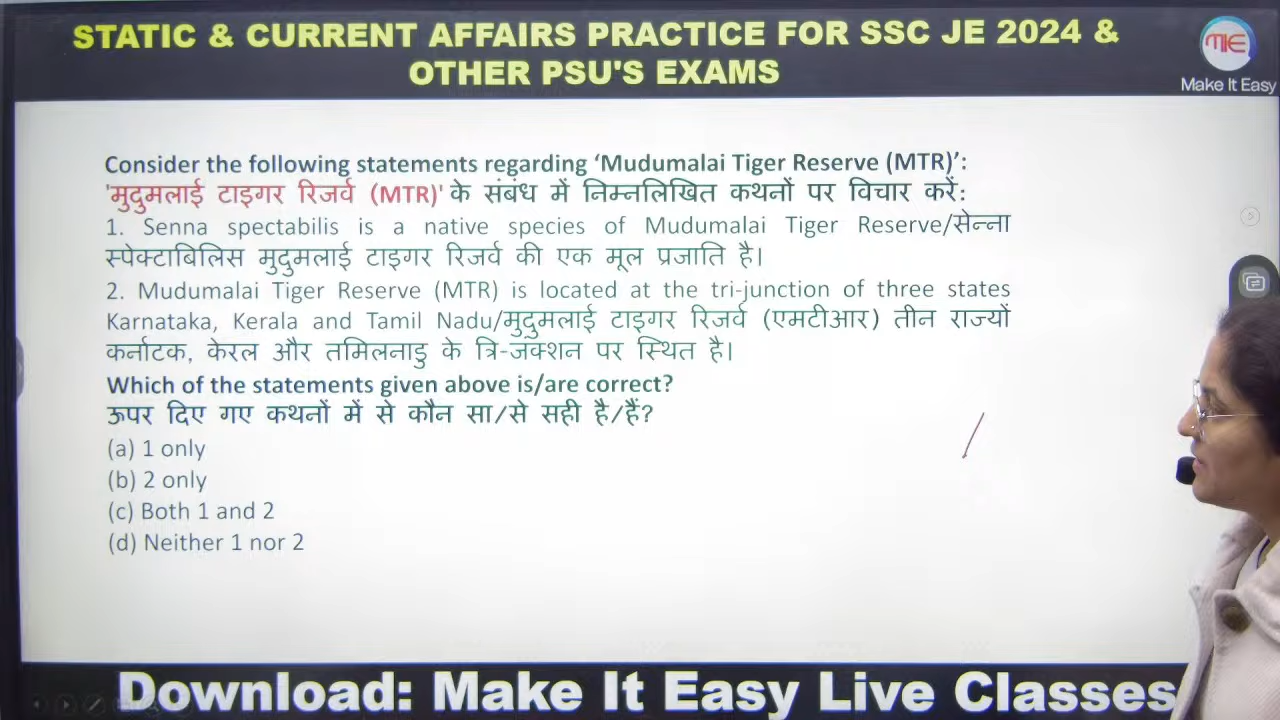 STATIC & CURRENT AFFAIRS PRACTICE FOR SSC JE 2024 &
OTHER PSU'S EXAMS
MIE
Make It Easy
Consider the following statements regarding ‘Mudumalai Tiger Reserve (MTR)’:
'मुदुमलाई टाइगर रिजर्व (MTR)' के संबंध में निम्नलिखित कथनों पर विचार करें:
1. Senna spectabilis is a native species of Mudumalai Tiger Reserve/सेन्ना
स्पेक्टाबिलिस मुदुमलाई टाइगर रिजर्व की एक मूल प्रजाति है।
2. Mudumalai Tiger Reserve (MTR) is located at the tri-junction of three states
Karnataka, Kerala and Tamil Nadu/मुदुमलाई टाइगर रिजर्व (एमटीआर) तीन राज्यों
कर्नाटक, केरल और तमिलनाडु के त्रि-जक्शन पर स्थित है।
Which of the statements given above is/are correct?
ऊपर दिए गए कथनों में से कौन सा/से सही है/हैं?
(a) 1 only
(b) 2 only
(c) Both 1 and 2
(d) Neither 1 nor 2
Download: Make It Easy Live Classes